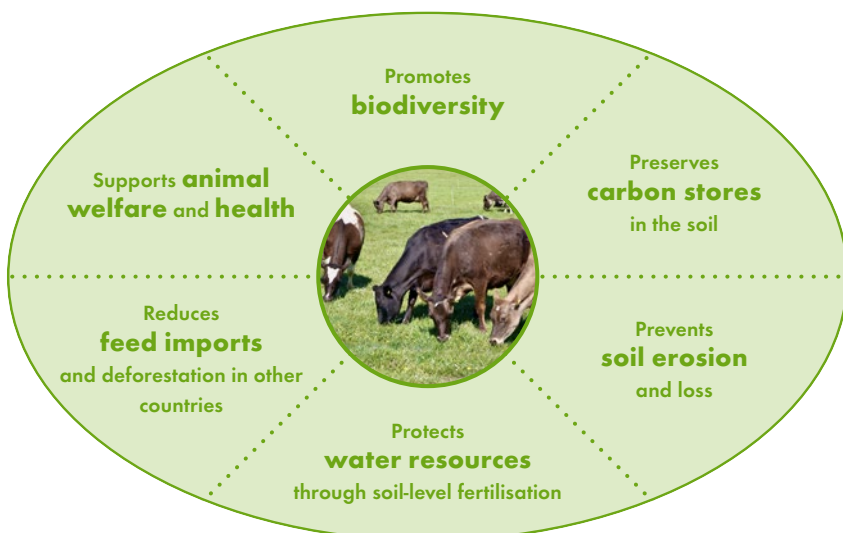 Promotes
biodiversity
Preserves
carbon stores
in the soil
Prevents
soil erosion
and loss
Protects
water resources
through soil-level fertilisation
Reduces
feed imports
and deforestation in other
countries
Supports animal
welfare and health